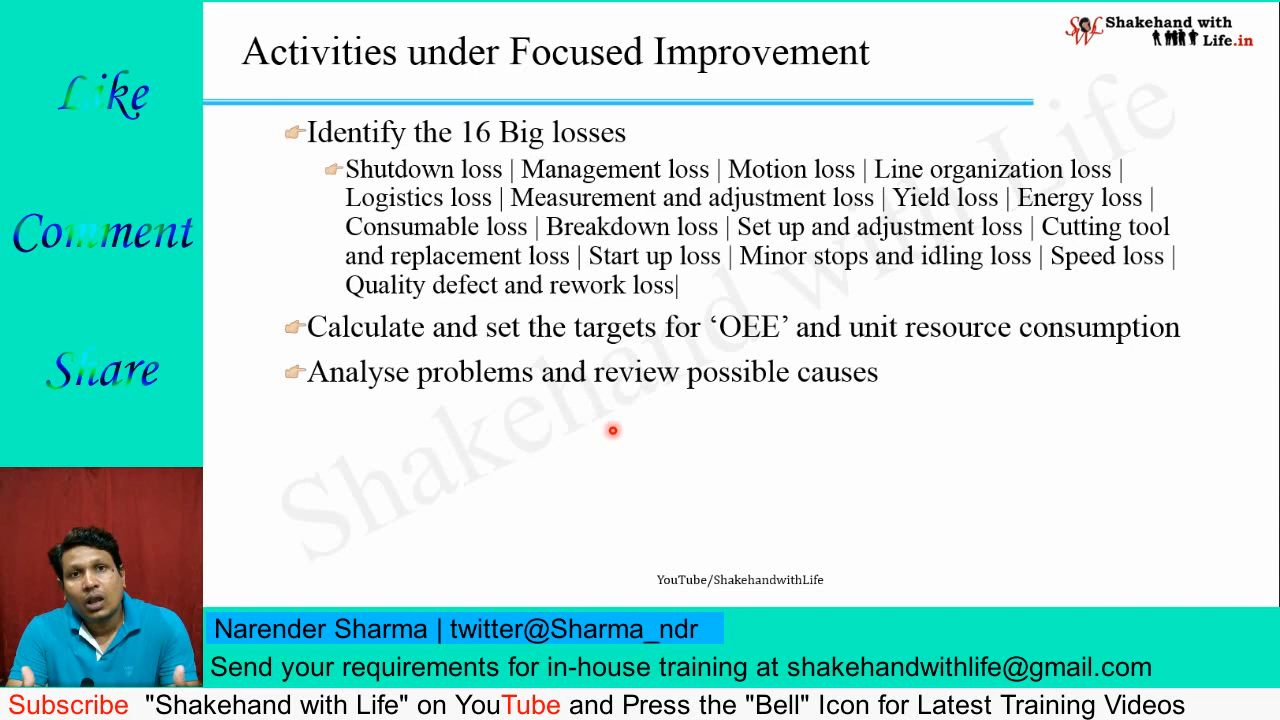 Activities under Focused Improvement
Shakehand with
Life.in
SWL
Like
Comment
Share
Identify the 16 Big losses
Shutdown loss | Management loss | Motion loss | Line organization loss |
Logistics loss | Measurement and adjustment loss | Yield loss | Energy loss |
Consumable loss | Breakdown loss | Set up and adjustment loss | Cutting tool
and replacement loss | Start up loss | Minor stops and idling loss | Speed loss |
Quality defect and rework loss|
Calculate and set the targets for ‘OEE’ and unit resource consumption
Analyse problems and review possible causes
Shakehand with Life
YouTube/ShakehandwithLife
Narender Sharma | twitter@Sharma_ndr
Send your requirements for in-house training at shakehandwithlife@gmail.com
Subscribe "Shakehand with Life" on YouTube and Press the "Bell" Icon for Latest Training Videos